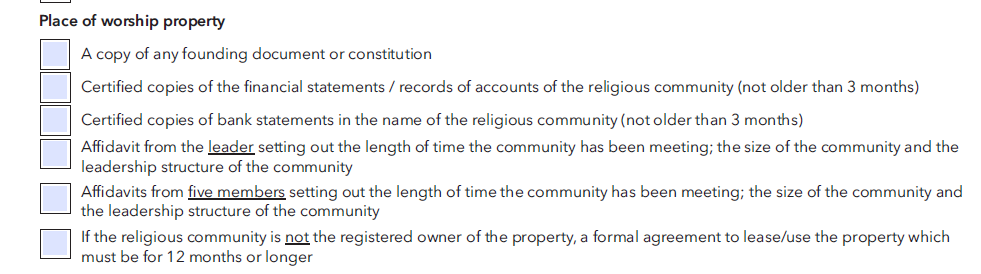 Place of worship property
A copy of any founding document or constitution
Certified copies of the financial statements / records of accounts of the religious community (not older than 3 months)
Certified copies of bank statements in the name of the religious community (not older than 3 months)
Affidavit from the leader setting out the length of time the community has been meeting; the size of the community and the
leadership structure of the community
Affidavits from five members setting out the length of time the community has been meeting; the size of the community and
the leadership structure of the community
If the religious community is not the registered owner of the property, a formal agreement to lease/use the property which
must be for 12 months or longer